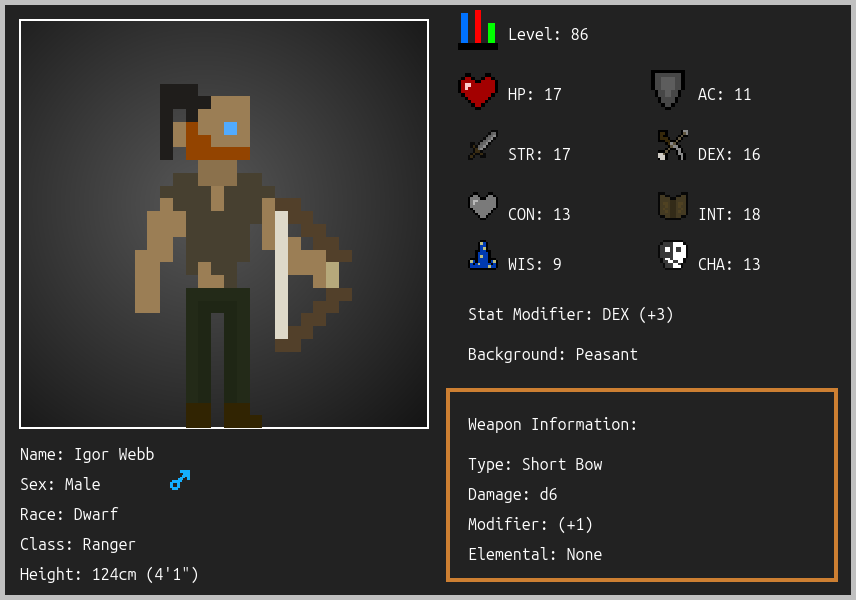 Level: 86
HP: 17
AC: 11
STR: 17
DEX: 16
CON: 13
INT: 18
WIS: 9
CHA: 13
Stat Modifier: DEX (+3)
Background: Peasant
Weapon Information:
Type: Short Bow
Damage: d6
Modifier: (+1)
Elemental: None
Name: Igor Webb
Sex: Male
Race: Dwarf
Class: Ranger
Height: 124cm (4'1")